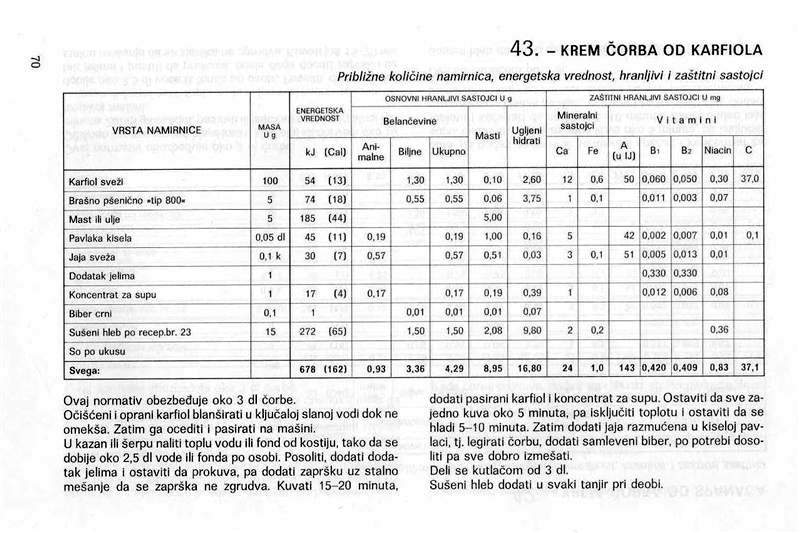 70
43. – KREM ČORBA OD KARFIOLA
Približne količine namirnica, energetska vrednost, hranljivi i zaštitni sastojci
VRSTA NAMIRNICE MASA U g ENERGETSKA VREDNOST OSNOVNI HRANLJIVI SASTOJCI U g ZAŠTITNI HRANLJIVI SASTOJCI U mg
Belančevine Masti Ugljeni hidrati Mineralni sastojci Vitamini
kJ (Cal) Ani-malne Biljne Ukupno Ca Fe A (u IJ) B1 B2 Niacin C
Karfiol sveži 100 54 (13) 1,30 1,30 0,10 2,60 12 0,6 50 0,060 0,050 0,30 37,0
Brašno pšenično »tip 800« 5 74 (18) 0,55 0,55 0,06 3,75 1 0,1 0,011 0,003 0,07
Mast ili ulje 5 185 (44) 5,00
Pavlaka kisela 0,05 dl 45 (11) 0,19 0,19 1,00 0,16 5 42 0,002 0,007 0,01 0,1
Jaja sveža 0,1 k 30 (7) 0,57 0,57 0,51 0,03 3 0,1 51 0,005 0,013 0,01
Dodatak jelima 1 0,330 0,330
Koncentrat za supu 1 17 (4) 0,17 0,17 0,19 0,39 1 0,012 0,006 0,08
Biber crni 0,1 1 0,01 0,01 0,01 0,07
Sušeni hleb po recep.br. 23 15 272 (65) 1,50 1,50 2,08 9,80 2 0,2 0,36
So po ukusu
Svega: 678 (162) 0,93 3,36 4,29 8,95 16,80 24 1,0 143 0,420 0,409 0,83 37,1
Ovaj normativ obezbeđuje oko 3 dl čorbe.
Očišćeni i oprani karfiol blanširati u ključaloj slanoj vodi dok ne
omekša. Zatim ga ocediti i pasirati na mašini.
U kazan ili šerpu naliti toplu vodu ili fond od kostiju, tako da se
dobije oko 2,5 dl vode ili fonda po osobi. Posoliti, dodati doda-
tak jelima i ostaviti da prokuva, pa dodati zapršku uz stalno
mešanje da se zaprška ne zgrudva. Kuvati 15–20 minuta,
dodati pasirani karfiol i koncentrat za supu. Ostaviti da sve za-
jedno kuva oko 5 minuta, pa isključiti toplotu i ostaviti da se
hladi 5–10 minuta. Zatim dodati jaja razmućena u kiseloj pav-
laci, tj. legirati čorbu, dodati samleveni biber, po potrebi doso-
liti pa sve dobro izmešati.
Deli se kutlačom od 3 dl.
Sušeni hleb dodati u svaki tanjir pri deobi.